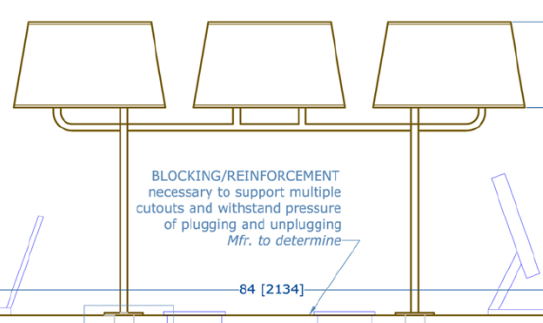 BLOCKING/REINFORCEMENT
necessary to support multiple
cutouts and withstand pressure
of plugging and unplugging
Mfr. to determine
84 [2134]